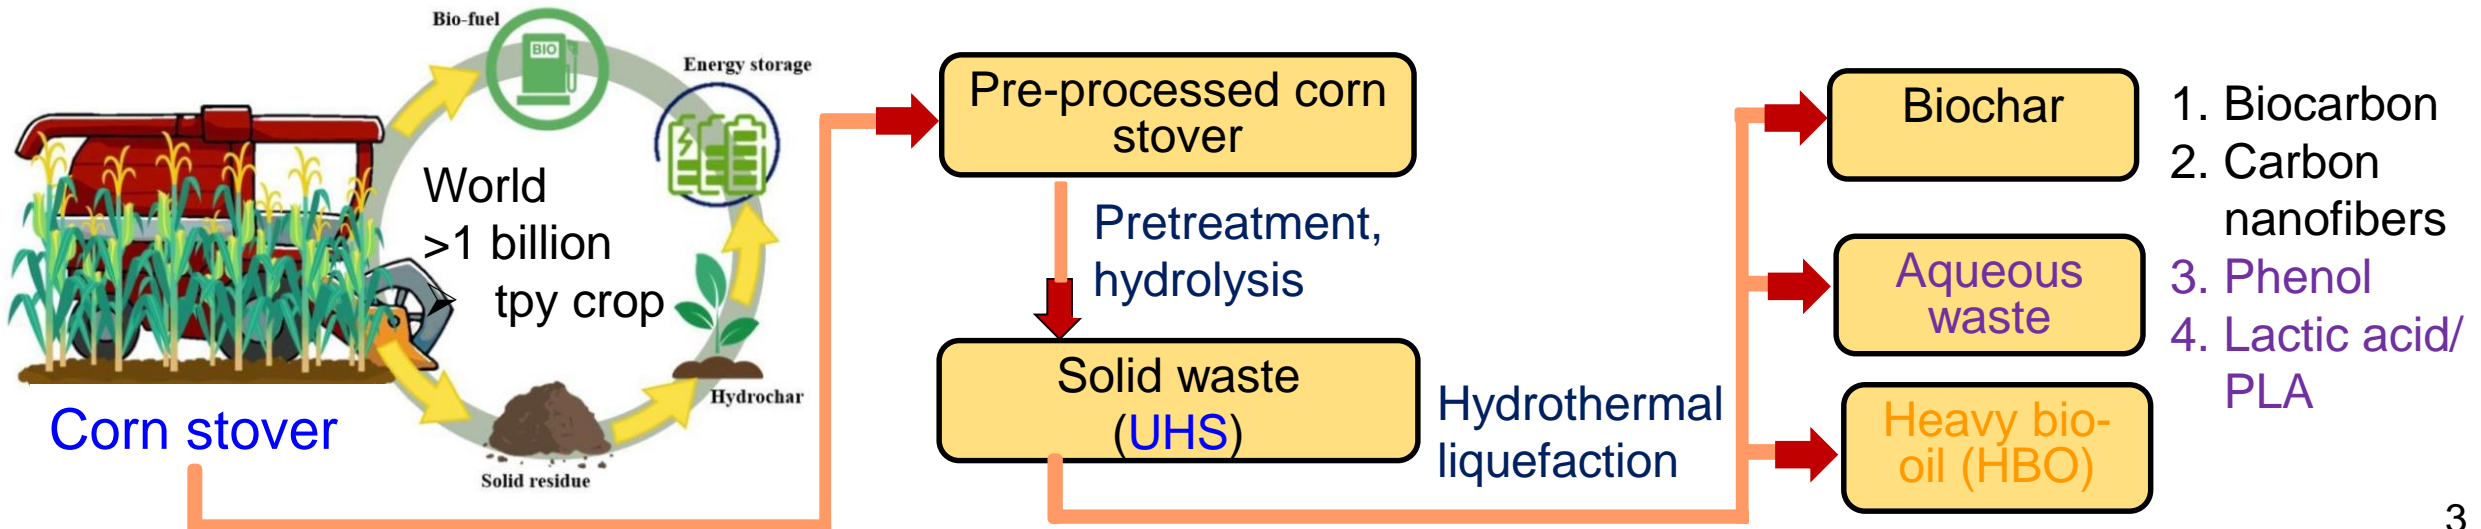 Bio-fuel
BIO
Energy storage
World
>1 billion
➢ tpy crop
Hydrochar
Solid residue
Corn stover
Pre-processed corn
stover
Pretreatment,
hydrolysis
Solid waste
(UHS)
Hydrothermal
liquefaction
Biochar
Aqueous
waste
Heavy bio-
oil (HBO)
1. Biocarbon
2. Carbon
nanofibers
3. Phenol
4. Lactic acid/
PLA
3